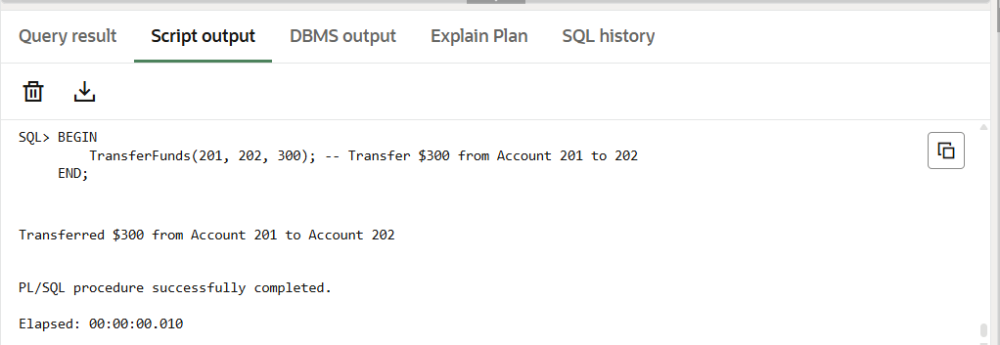 Query result Script output DBMS output Explain Plan SQL history
SQL> BEGIN
TransferFunds(201, 202, 300); -- Transfer $300 from Account 201 to 202
END;
Transferred $300 from Account 201 to Account 202
PL/SQL procedure successfully completed.
Elapsed: 00:00:00.010